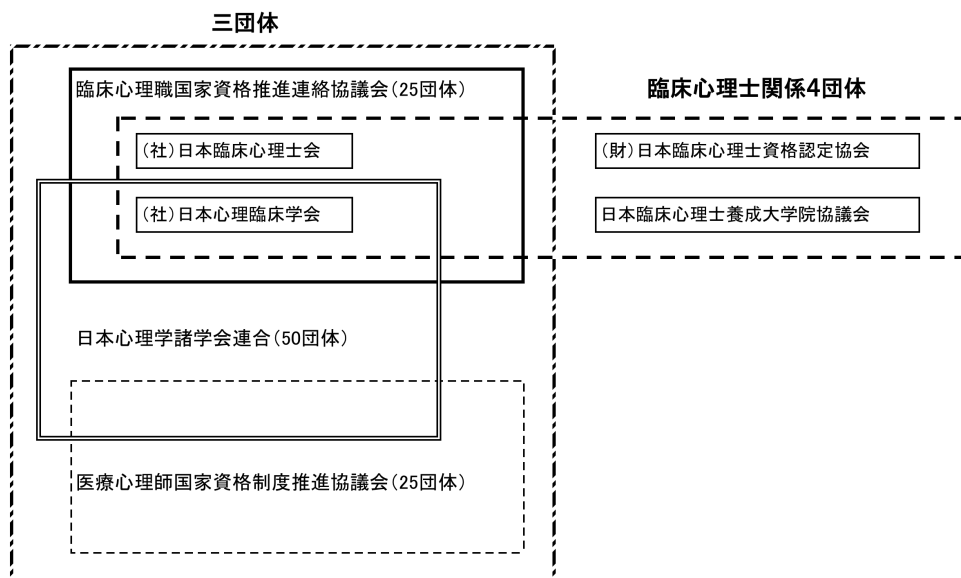 三団体
臨床心理職国家資格推進連絡協議会(25団体)
臨床心理士関係4団体
(社)日本臨床心理士会
(財)日本臨床心理士資格認定協会
(社)日本心理臨床学会
日本臨床心理士養成大学院協議会
日本心理学諸学会連合(50団体)
医療心理師国家資格制度推進協議会(25団体)